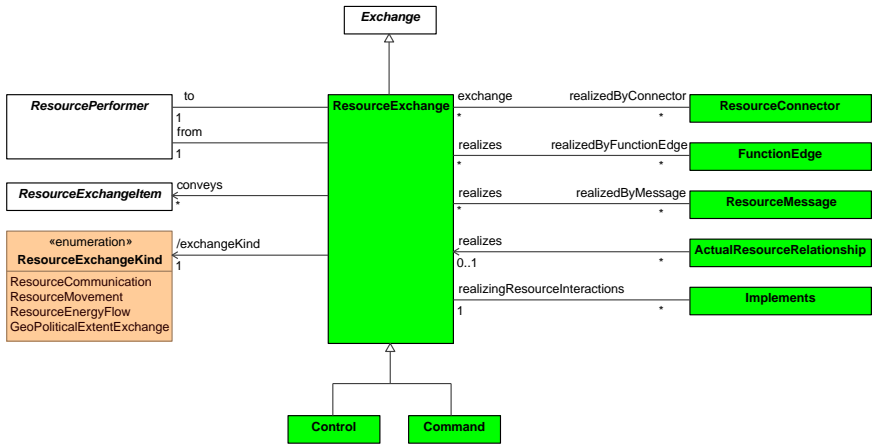 Exchange
ResourcePerformer
to
1
from
1
ResourceExchange
exchange
*
realizedByConnector
*
ResourceConnector
realizes
*
realizedByFunctionEdge
*
FunctionEdge
ResourceExchangeItem
conveys
*
realizes
*
realizedByMessage
*
ResourceMessage
«enumeration»
ResourceExchangeKind
ResourceCommunication
ResourceMovement
ResourceEnergyFlow
GeoPoliticalExtentExchange
/exchangeKind
1
realizes
0..1
*
ActualResourceRelationship
realizingResourceInteractions
1
*
Implements
Control
Command